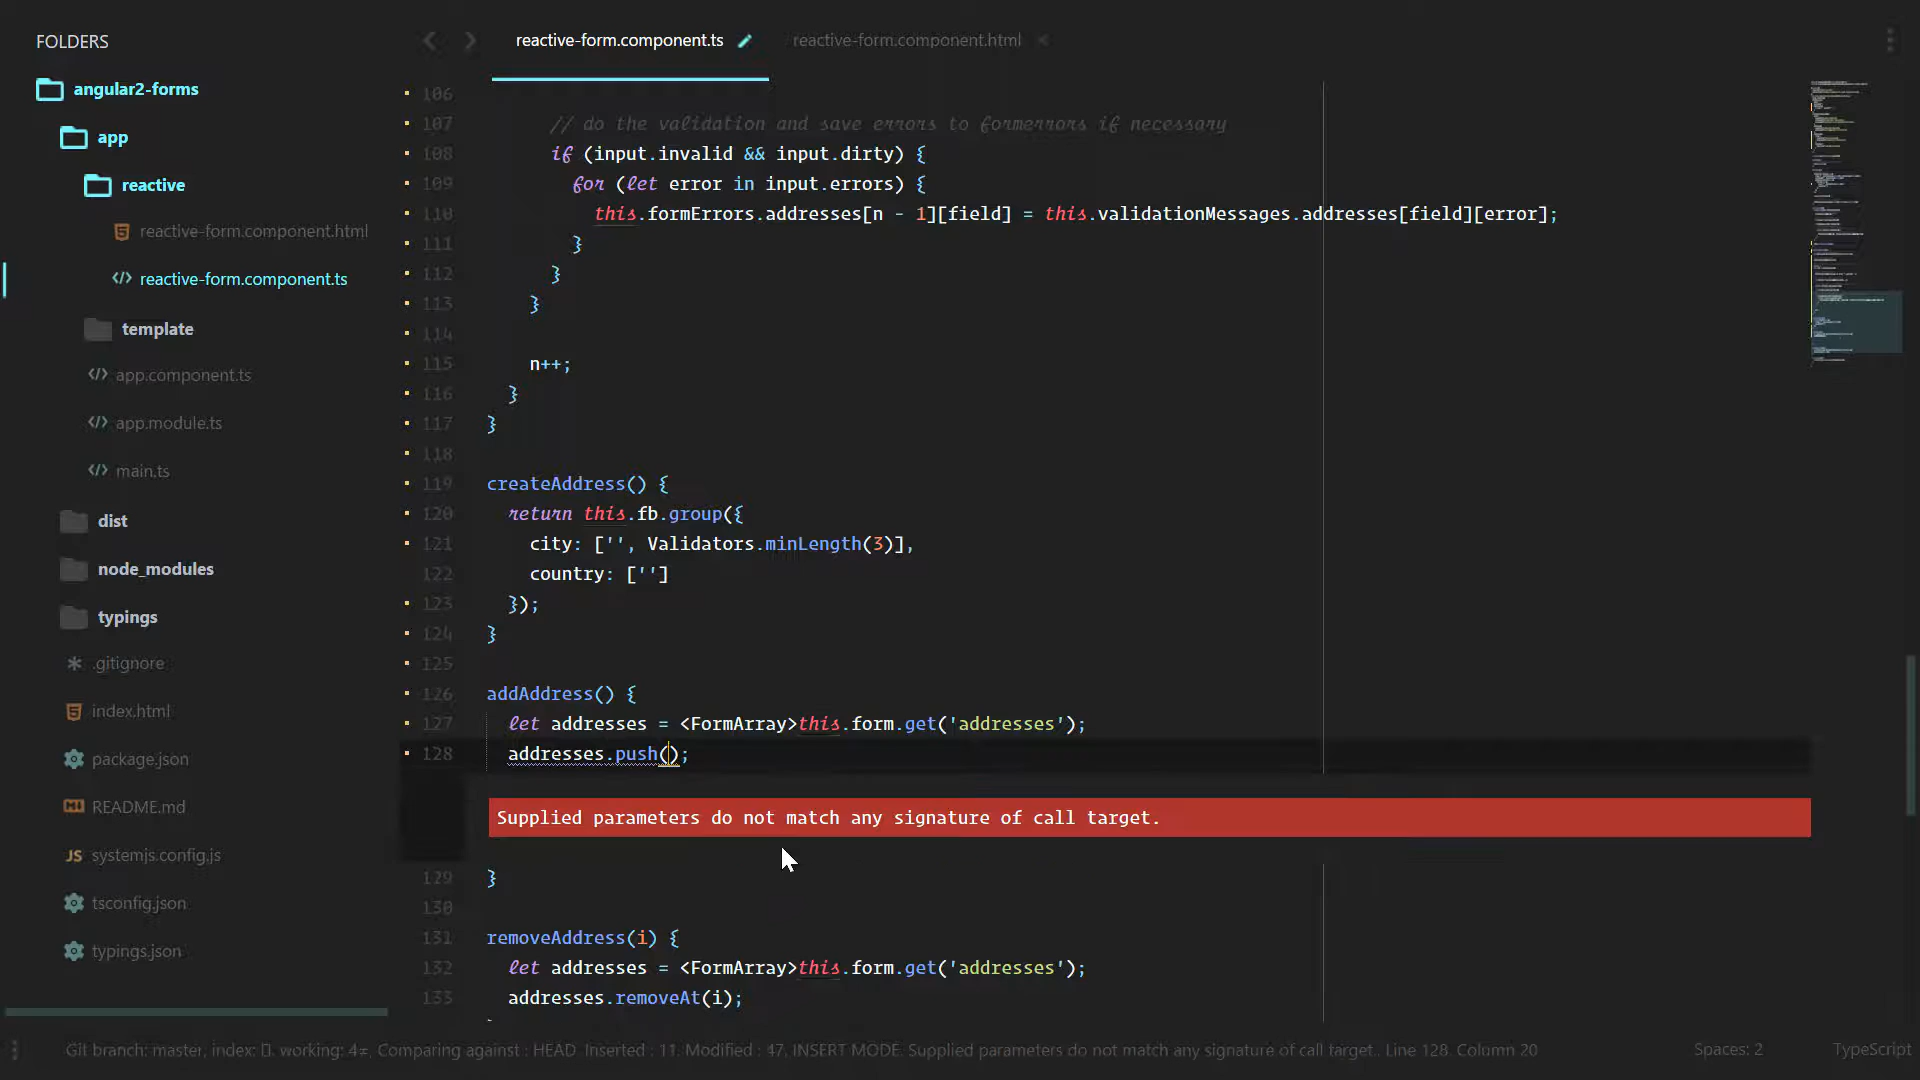 FOLDERS
angular2-forms
app
reactive
reactive-form.component.html
reactive-form.component.ts
template
app.component.ts
app.module.ts
main.ts
dist
node_modules
typings
.gitignore
index.html
package.json
README.md
JS systemjs.config.js
tsconfig.json
typings.json
reactive-form.component.ts
reactive-form.component.html
106
107 // do the validation and save errors to formerrors if necessary
108 if (input.invalid && input.dirty) {
109 for (let error in input.errors) {
110 this.formErrors.addresses[n - 1][field] = this.validationMessages.addresses[field][error];
111 }
112 }
113 }
114
115 n++;
116 }
117 }
118
119 createAddress() {
120 return this.fb.group({
121 city: ['', Validators.minLength(3)],
122 country: ['']
123 });
124 }
125
126 addAddress() {
127 let addresses = <FormArray>this.form.get('addresses');
128 addresses.push();
Supplied parameters do not match any signature of call target.
129 }
130
131 removeAddress(i) {
132 let addresses = <FormArray>this.form.get('addresses');
133 addresses.removeAt(i);
Git branch: master, index: working: 4≠, Comparing against : HEAD Inserted : 11, Modified : 47, INSERT MODE, Supplied parameters do not match any signature of call target., Line 128, Column 20
Spaces: 2
TypeScript